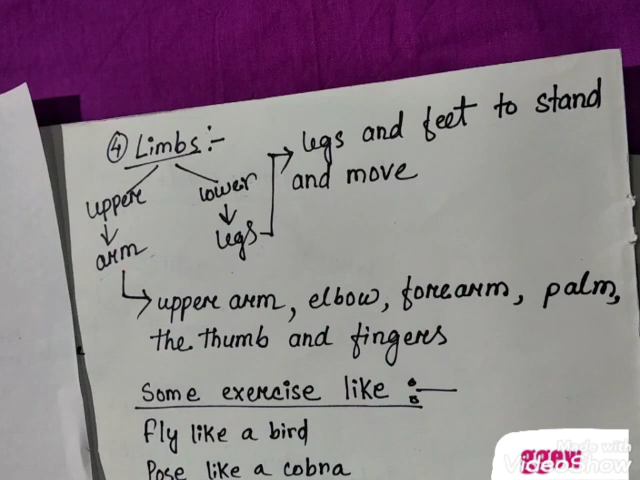 ④ Limbs:-
upper
lower
legs and feet to stand
and move
arm
legs
upper arm, elbow, forearm, palm,
the thumb and fingers
Some exercise like :—
Fly like a bird
Pose like a cobra
Made with
VideoShow